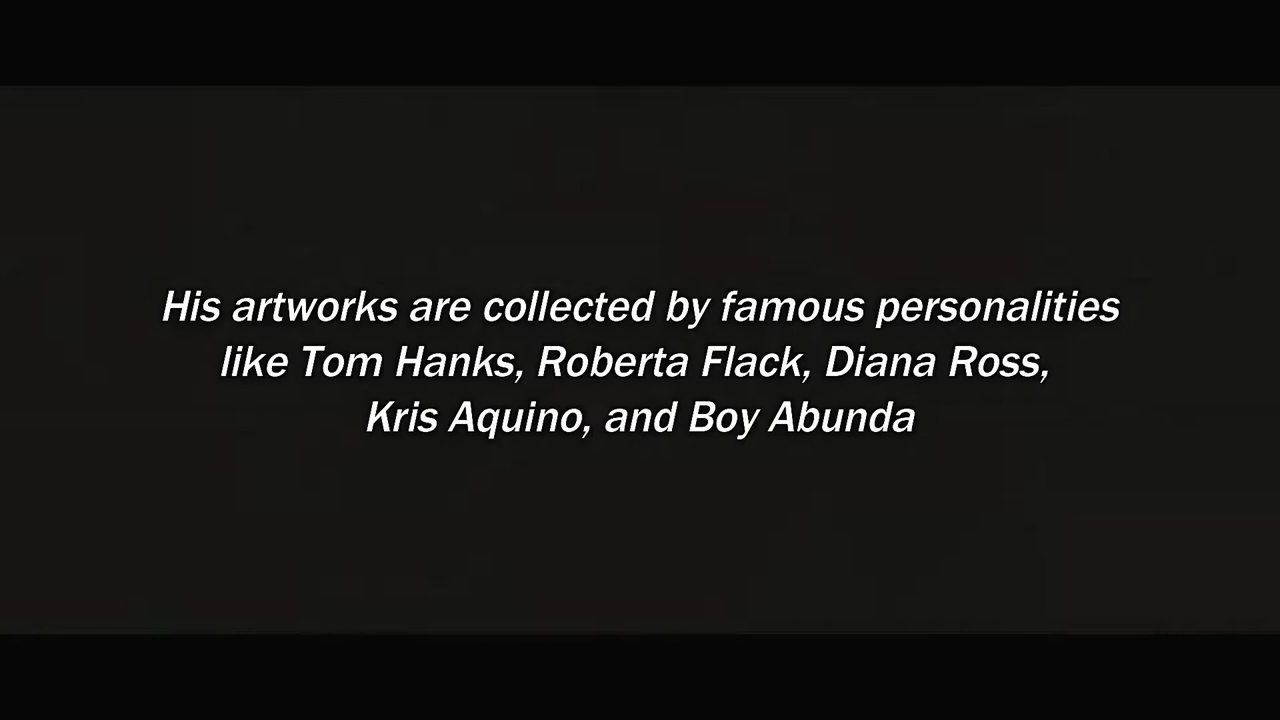 His artworks are collected by famous personalities
like Tom Hanks, Roberta Flack, Diana Ross,
Kris Aquino, and Boy Abunda